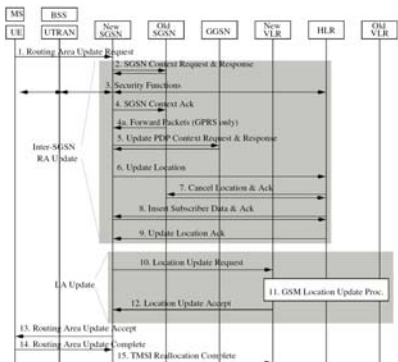 MS
BSS
New
SGSN
Old
SGSN
GGSN
New
VLR
HLR
Old
VLR
UE
UTRAN
1. Routing Area Update Request
2. SGSN Context Request & Response
3. Security Functions
4. SGSN Context Ack
4a. Forward Packets (GPRS only)
5. Update PDP Context Request & Response
Inter-SGSN
RA Update
6. Update Location
7. Cancel Location & Ack
8. Insert Subscriber Data & Ack
9. Update Location Ack
10. Location Update Request
LA Update
11. GSM Location Update Proc.
12. Location Update Accept
13. Routing Area Update Accept
14. Routing Area Update Complete
15. TMSI Reallocation Complete